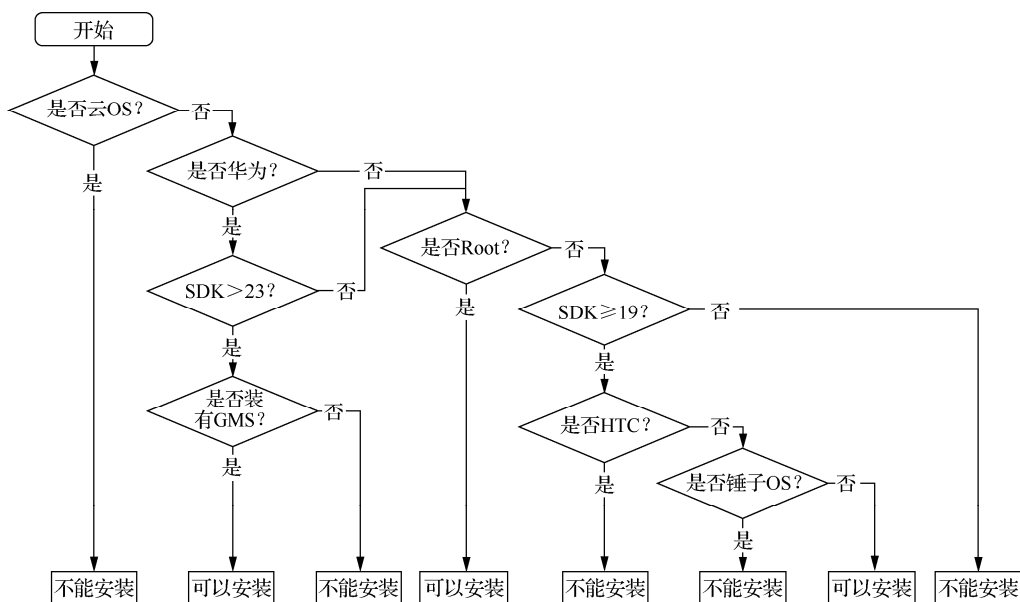 开始
是否云OS？
否
是
是否华为？
否
是
SDK＞23？
否
是
是否装
有GMS？
否
是
是否Root？
否
是
SDK≥19？
否
是
是否HTC？
否
是
是否锤子OS？
否
是
不能安装
可以安装
不能安装
可以安装
不能安装
不能安装
可以安装
不能安装